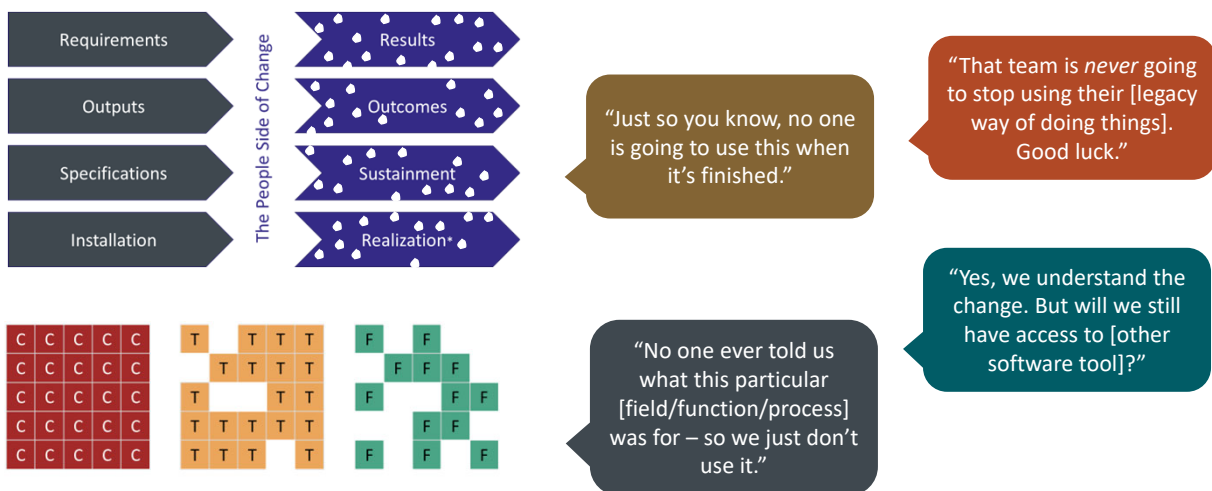 Requirements
Outputs
Specifications
Installation
The People Side of Change
Results
Outcomes
Sustainment
Realization*
“Just so you know, no one
is going to use this when
it’s finished.”
“That team is never going
to stop using their [legacy
way of doing things].
Good luck.”
“Yes, we understand the
change. But will we still
have access to [other
software tool]?”
“No one ever told us
what this particular
[field/function/process]
was for – so we just don’t
use it.”
C C C C C
C C C C C
C C C C C
C C C C C
C C C C C
T T T T
T T T T
T T T
T T T T T
T T T T
F F
F F F
F F F
F F
F F F